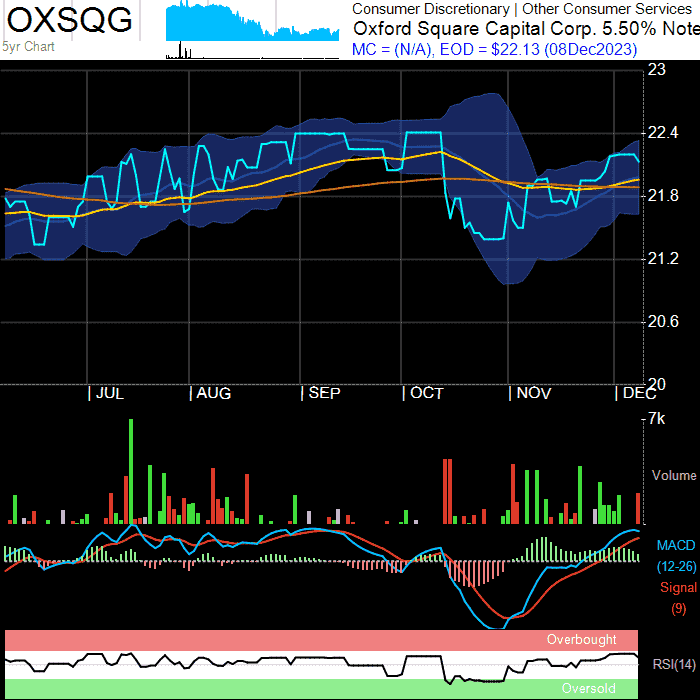 OXSQG
5yr Chart
Consumer Discretionary | Other Consumer Services
Oxford Square Capital Corp. 5.50% Note
MC = (N/A), EOD = $22.13 (08Dec2023)
23
22.4
21.8
21.2
20.6
20
JUL
AUG
SEP
OCT
NOV
DEC
7k
Volume
MACD
(12-26)
Signal
(9)
Overbought
RSI(14)
Oversold